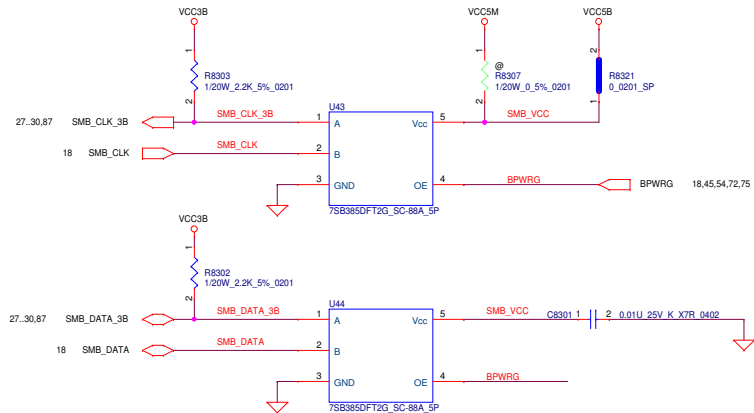 VCC3B VCC5M VCC5B
1 1 2
R8303 @ R8321
1/20W_2.2K_5%_0201 R8307 0_0201_SP
1/20W_0_5%_0201
2 2 1
U43
27..30,87 SMB_CLK_3B SMB_CLK_3B 1 A Vcc 5 SMB_VCC
18 SMB_CLK SMB_CLK 2 B
3 GND OE 4 BPWRG BPWRG 18,45,54,72,75
7SB385DFT2G_SC-88A_5P
VCC3B
1
R8302
1/20W_2.2K_5%_0201
2
U44
27..30,87 SMB_DATA_3B SMB_DATA_3B 1 A Vcc 5 SMB_VCC C8301 1 2 0.01U_25V_K_X7R_0402
18 SMB_DATA SMB_DATA 2 B
3 GND OE 4 BPWRG
7SB385DFT2G_SC-88A_5P